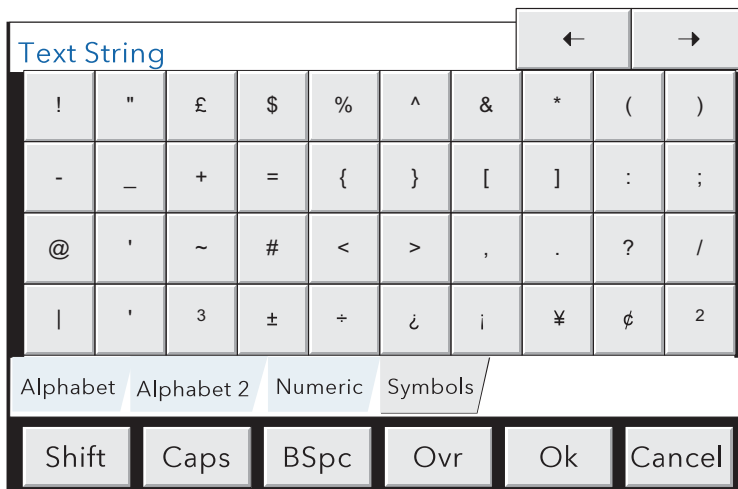 ← →
Text String
! " £ $ % ^ & * ( )
- _ + = { } [ ] : ;
@ ' ~ # < > , . ? /
| ' ³ ± ÷ ¿ ¡ ¥ ¢ ²
Alphabet Alphabet 2 Numeric Symbols
Shift Caps BSpc Ovr Ok Cancel